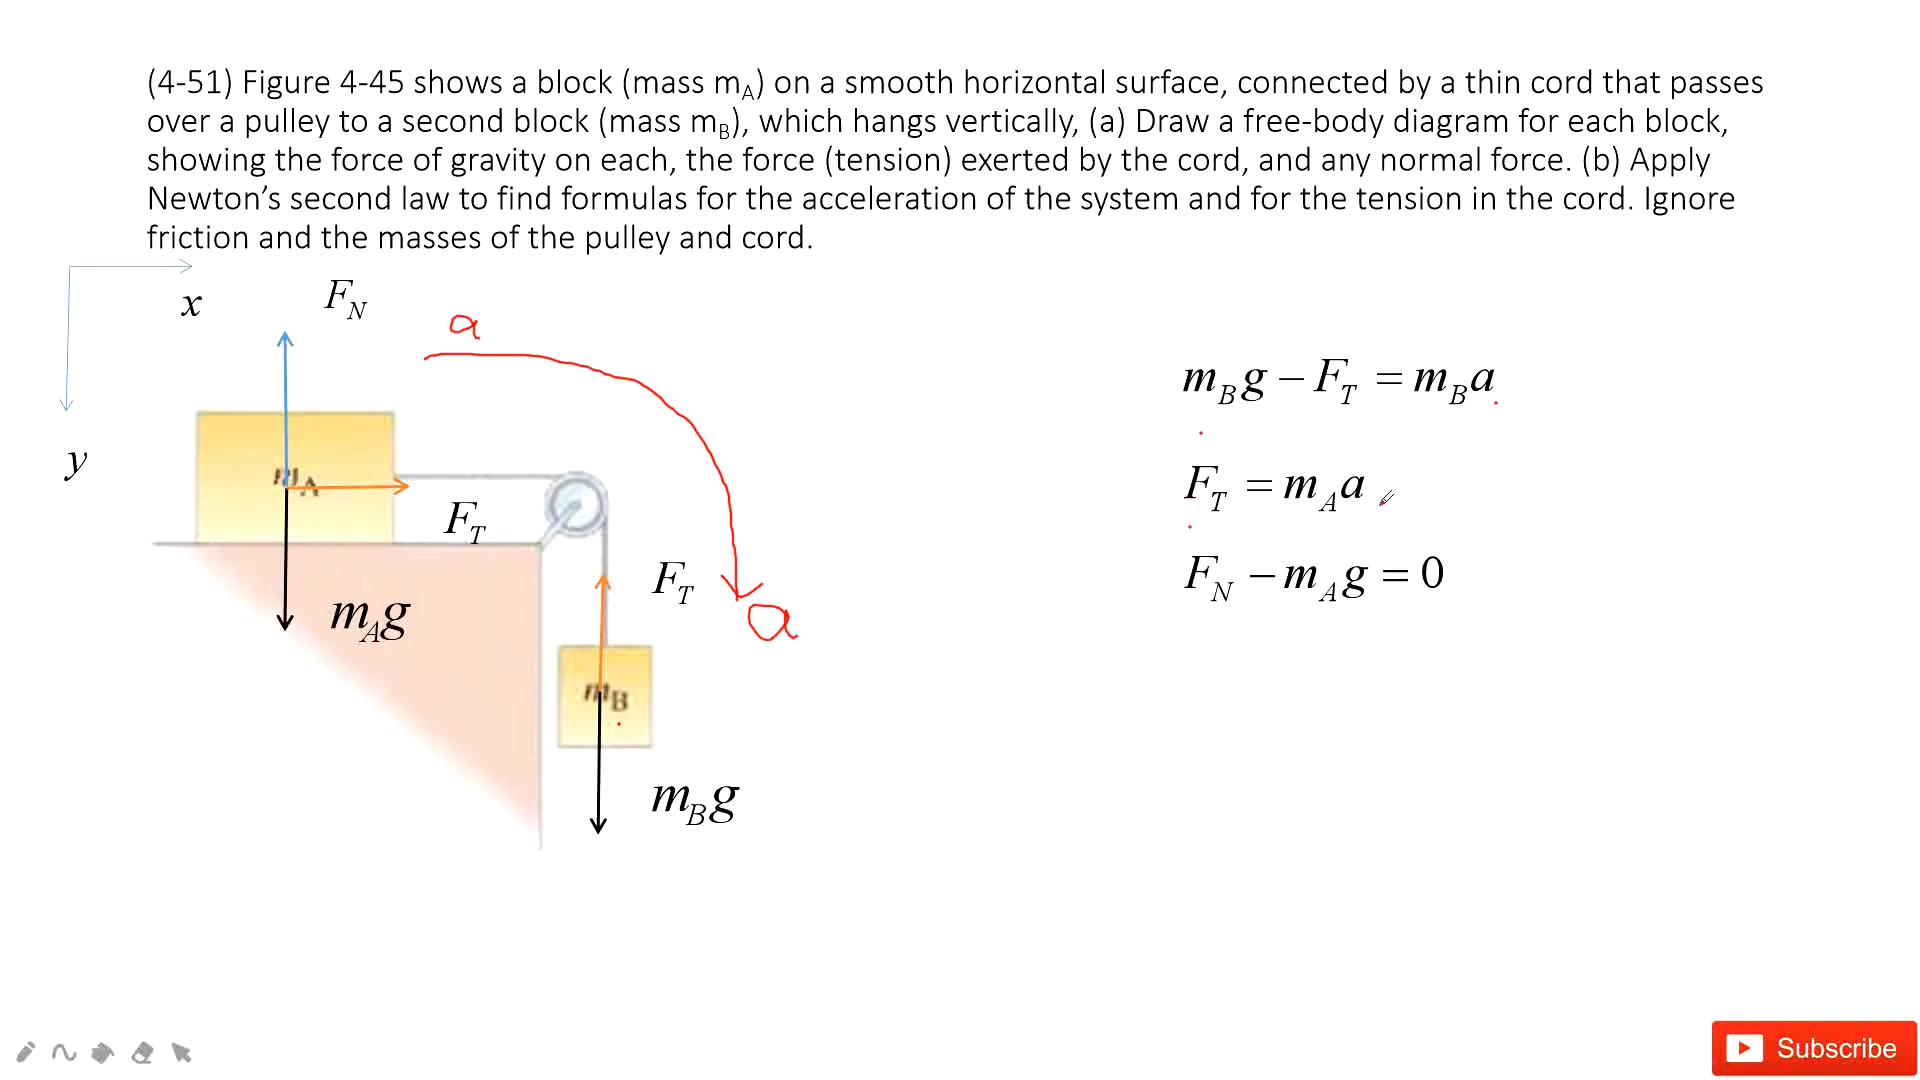 (4-51) Figure 4-45 shows a block (mass mA) on a smooth horizontal surface, connected by a thin cord that passes
over a pulley to a second block (mass mB), which hangs vertically, (a) Draw a free-body diagram for each block,
showing the force of gravity on each, the force (tension) exerted by the cord, and any normal force. (b) Apply
Newton’s second law to find formulas for the acceleration of the system and for the tension in the cord. Ignore
friction and the masses of the pulley and cord.
x
FN
a
y
mA
FT
mAg
FT
a
mB
mBg
mBg − FT = mBa
FT = mAa
FN − mAg = 0
Subscribe